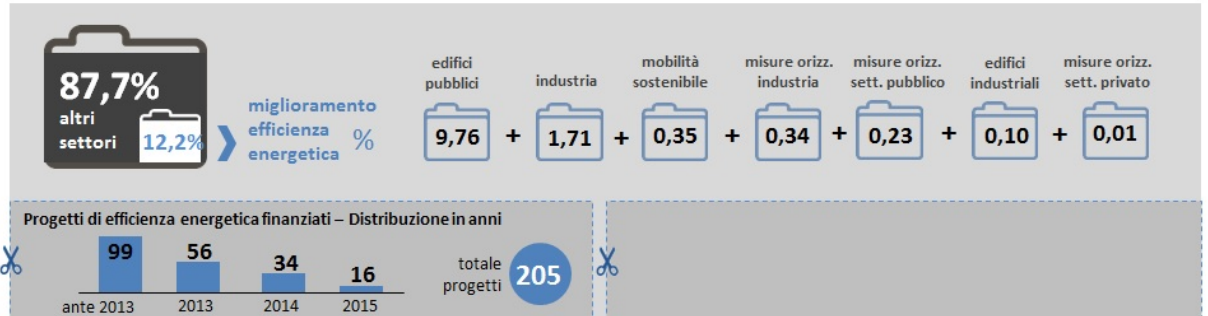 87,7%
altri
settori
12,2%
miglioramento
efficienza
energetica %
edifici
pubblici
industria
mobilità
sostenibile
misure orizz.
industria
misure orizz.
sett. pubblico
edifici
industriali
misure orizz.
sett. privato
9,76 + 1,71 + 0,35 + 0,34 + 0,23 + 0,10 + 0,01
Progetti di efficienza energetica finanziati – Distribuzione in anni
99 56 34 16
ante 2013 2013 2014 2015
totale
progetti
205